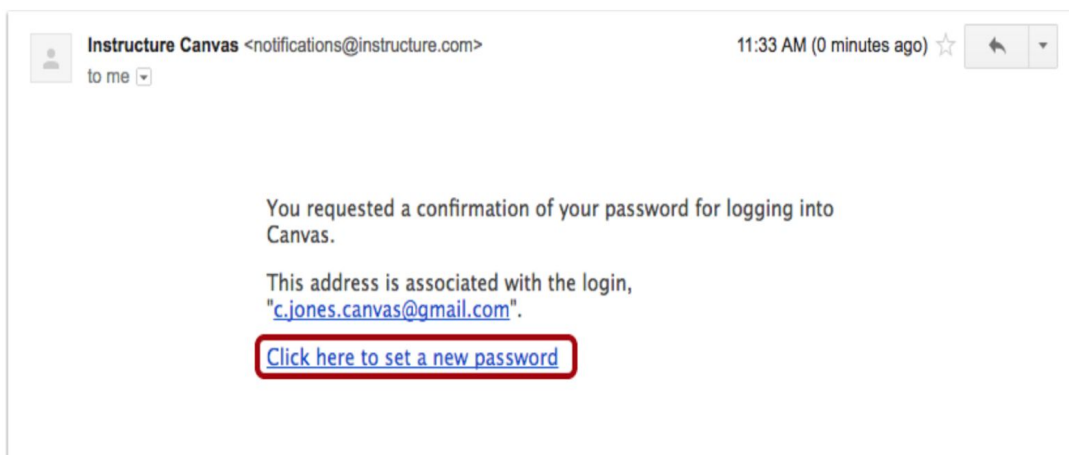 Instructure Canvas <notifications@instructure.com>
11:33 AM (0 minutes ago)
to me
You requested a confirmation of your password for logging into
Canvas.
This address is associated with the login,
"c.jones.canvas@gmail.com".
Click here to set a new password